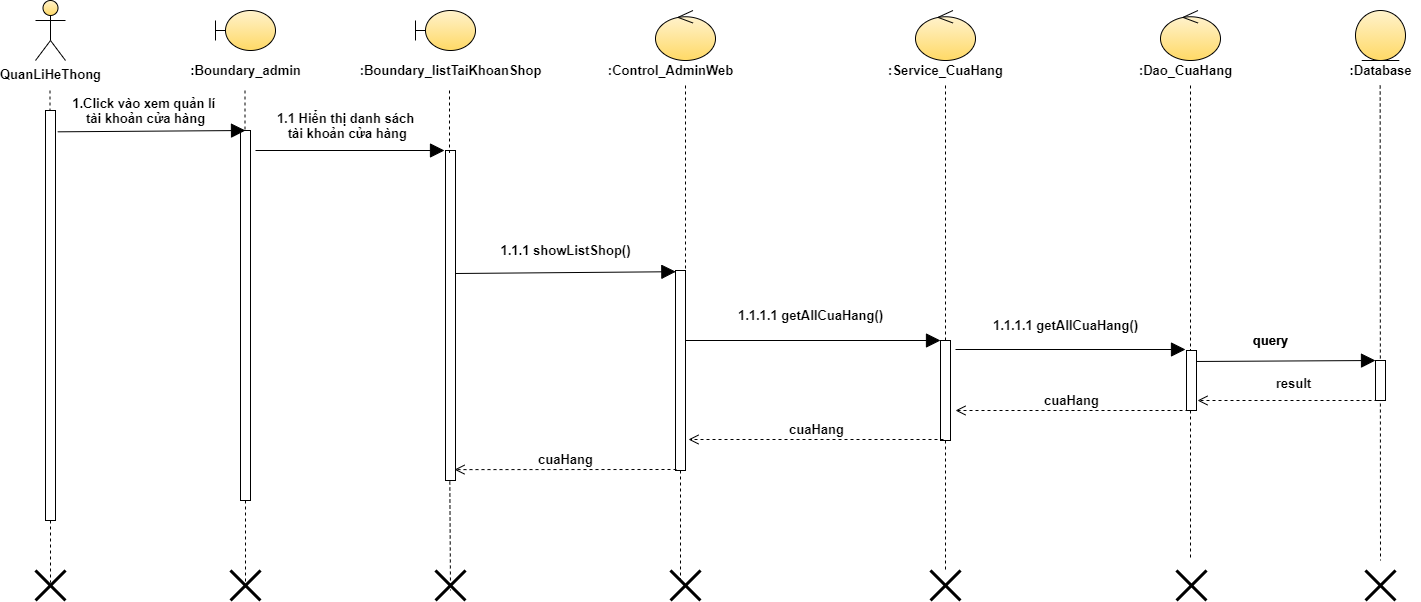 QuanLiHeThong
:Boundary_admin
:Boundary_listTaiKhoanShop
:Control_AdminWeb
:Service_CuaHang
:Dao_CuaHang
:Database
1.Click vào xem quản lí
tài khoản cửa hàng
1.1 Hiển thị danh sách
tài khoản cửa hàng
1.1.1 showListShop()
1.1.1.1 getAllCuaHang()
1.1.1.1 getAllCuaHang()
query
result
cuaHang
cuaHang
cuaHang